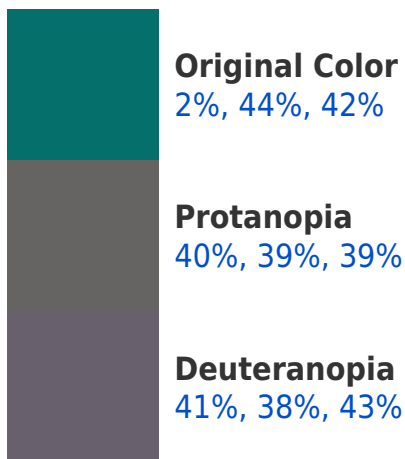 Original Color
2%, 44%, 42%
Protanopia
40%, 39%, 39%
Deuteranopia
41%, 38%, 43%